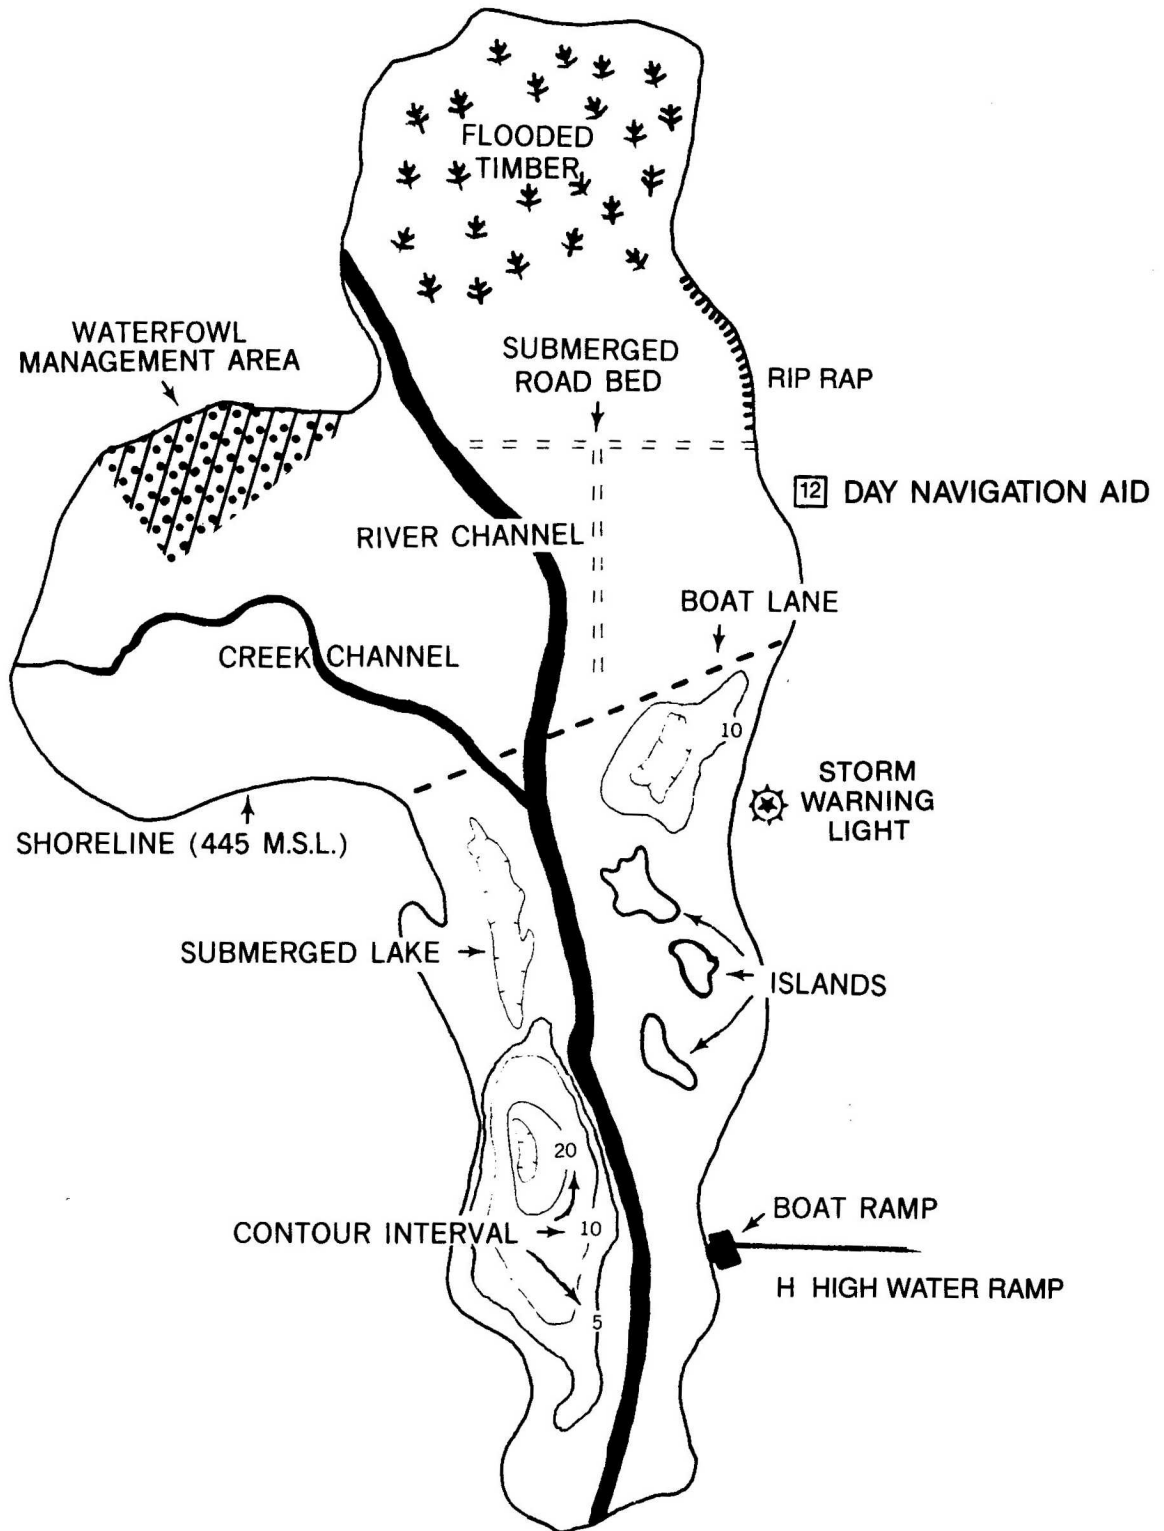 FLOODED
TIMBER
WATERFOWL
MANAGEMENT AREA
SUBMERGED
ROAD BED
RIP RAP
12 DAY NAVIGATION AID
RIVER CHANNEL
BOAT LANE
CREEK CHANNEL
10
STORM
WARNING
LIGHT
SHORELINE (445 M.S.L.)
SUBMERGED LAKE
ISLANDS
20
BOAT RAMP
CONTOUR INTERVAL
10
H HIGH WATER RAMP
5